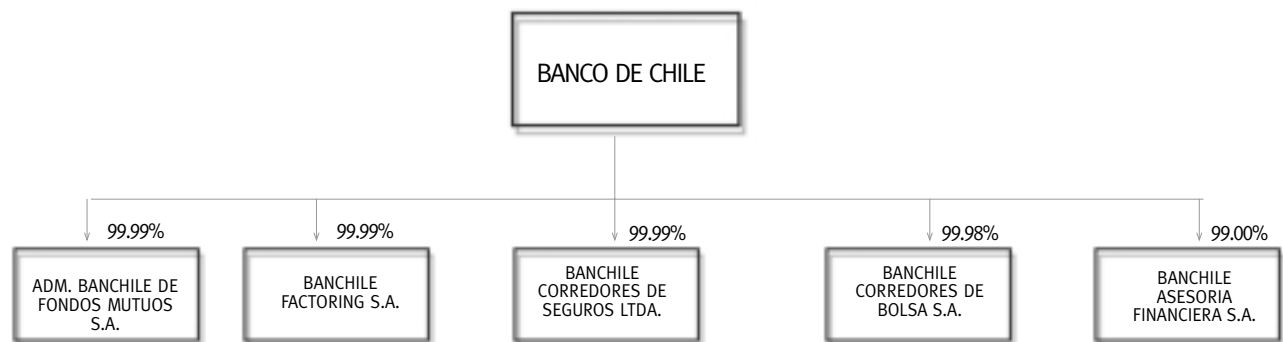 BANCO DE CHILE
99.99%
99.99%
99.99%
99.98%
99.00%
ADM. BANCHILE DE
FONDOS MUTUOS
S.A.
BANCHILE
FACTORING S.A.
BANCHILE
CORREDORES DE
SEGUROS LTDA.
BANCHILE
CORREDORES DE
BOLSA S.A.
BANCHILE
ASESORIA
FINANCIERA S.A.